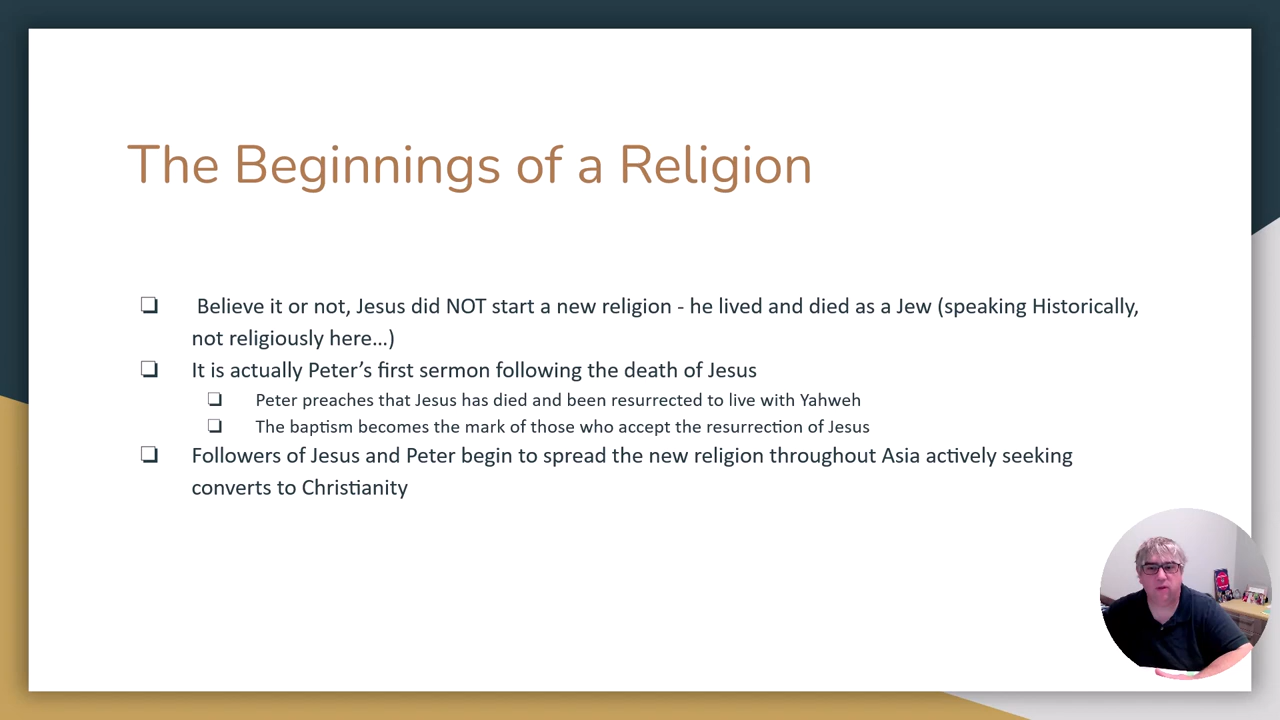 The Beginnings of a Religion
❏ Believe it or not, Jesus did NOT start a new religion - he lived and died as a Jew (speaking Historically,
not religiously here…)
❏ It is actually Peter’s first sermon following the death of Jesus
❏ Peter preaches that Jesus has died and been resurrected to live with Yahweh
❏ The baptism becomes the mark of those who accept the resurrection of Jesus
❏ Followers of Jesus and Peter begin to spread the new religion throughout Asia actively seeking
converts to Christianity